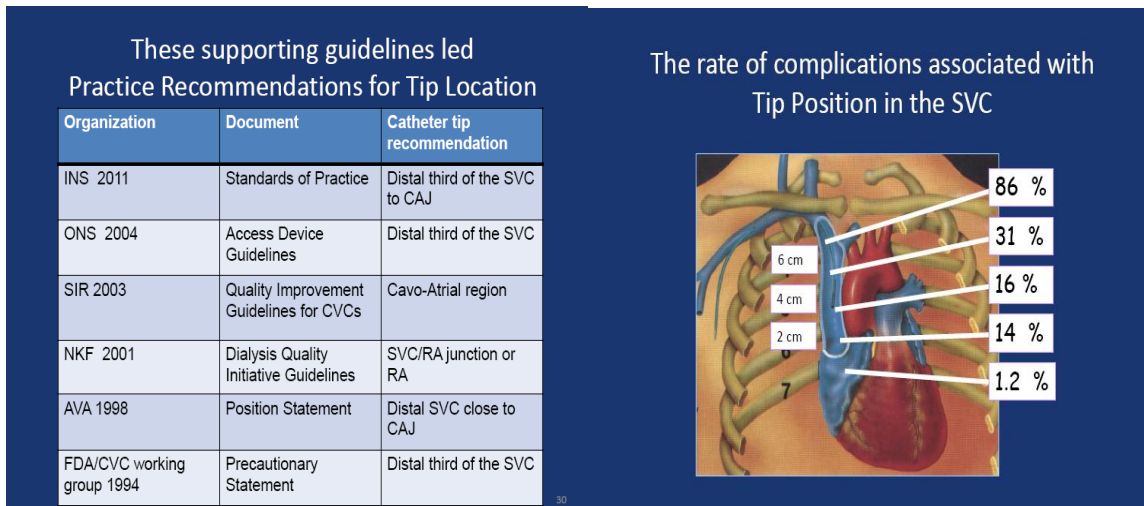 These supporting guidelines led
Practice Recommendations for Tip Location
Organization
Document
Catheter tip
recommendation
INS 2011
Standards of Practice
Distal third of the SVC
to CAJ
ONS 2004
Access Device
Guidelines
Distal third of the SVC
SIR 2003
Quality Improvement
Guidelines for CVCs
Cavo-Atrial region
NKF 2001
Dialysis Quality
Initiative Guidelines
SVC/RA junction or
RA
AVA 1998
Position Statement
Distal SVC close to
CAJ
FDA/CVC working
group 1994
Precautionary
Statement
Distal third of the SVC
30
The rate of complications associated with
Tip Position in the SVC
86 %
31 %
6 cm
16 %
4 cm
14 %
2 cm
1.2 %
7